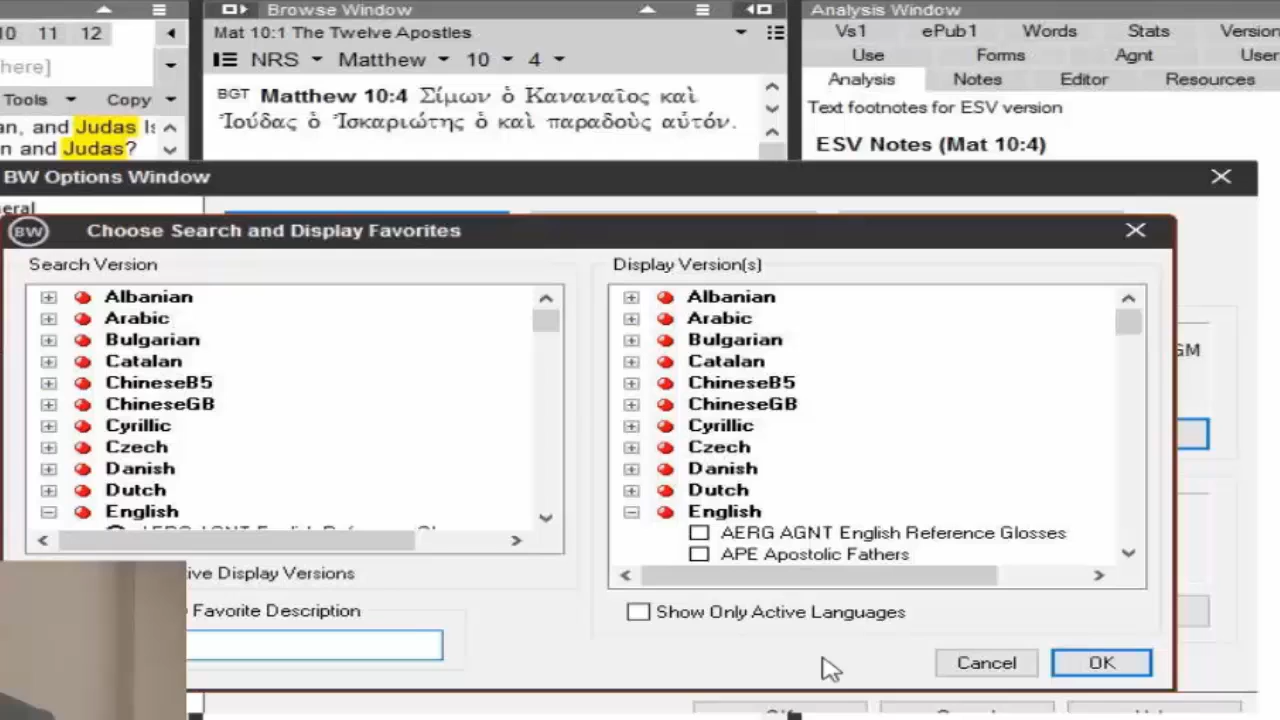 Browse Window
Analysis Window
10 11 12
Mat 10:1 The Twelve Apostles
Vs1 ePub1 Words Stats Version
here]
NRS Matthew 10 4
Use Forms Agnt User
Analysis Notes Editor Resources
Tools Copy
BGT Matthew 10:4 Σίμων ὁ Καναναῖος καὶ
Ἰούδας ὁ Ἰσκαριώτης ὁ καὶ παραδοὺς αὐτόν.
Text footnotes for ESV version
ESV Notes (Mat 10:4)
an, and Judas Is
n and Judas?
BW Options Window
eral
BW Choose Search and Display Favorites
Search Version
Display Version(s)
Albanian
Arabic
Bulgarian
Catalan
ChineseB5
ChineseGB
Cyrillic
Czech
Danish
Dutch
English
Albanian
Arabic
Bulgarian
Catalan
ChineseB5
ChineseGB
Cyrillic
Czech
Danish
Dutch
English
AERG AGNT English Reference Glosses
APE Apostolic Fathers
GM
ive Display Versions
Favorite Description
Show Only Active Languages
Cancel OK